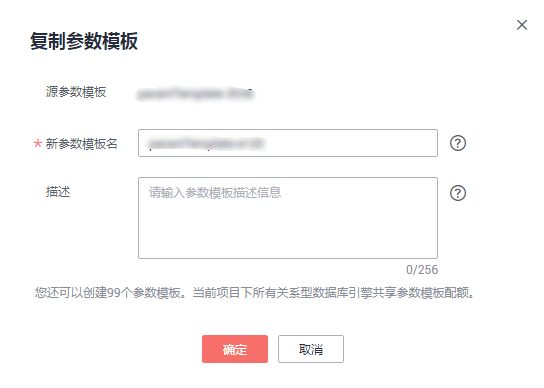 复制参数模板
源参数模板
* 新参数模板名
?
描述
请输入参数模板描述信息
?
0/256
您还可以创建99个参数模板。当前项目下所有关系型数据库引擎共享参数模板配额。
确定 取消